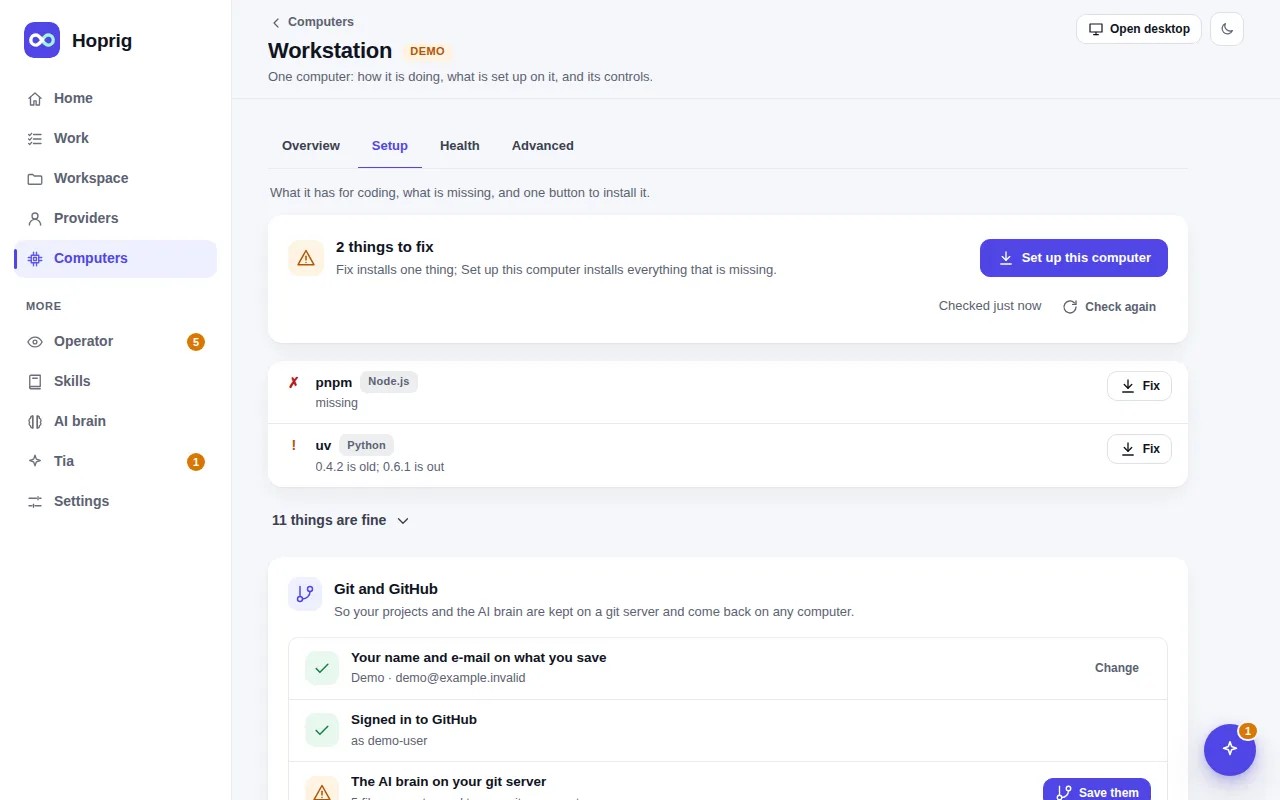 Hoprig
Home
Work
Workspace
Providers
Computers
MORE
Operator 5
Skills
AI brain
Tia 1
Settings
Computers
Workstation DEMO
One computer: how it is doing, what is set up on it, and its controls.
Open desktop
Overview Setup Health Advanced
What it has for coding, what is missing, and one button to install it.
2 things to fix
Fix installs one thing; Set up this computer installs everything that is missing.
Set up this computer
Checked just now Check again
✗ pnpm Node.js
missing
Fix
! uv Python
0.4.2 is old; 0.6.1 is out
Fix
11 things are fine
Git and GitHub
So your projects and the AI brain are kept on a git server and come back on any computer.
Your name and e-mail on what you save
Demo · demo@example.invalid
Change
Signed in to GitHub
as demo-user
The AI brain on your git server
Save them
1